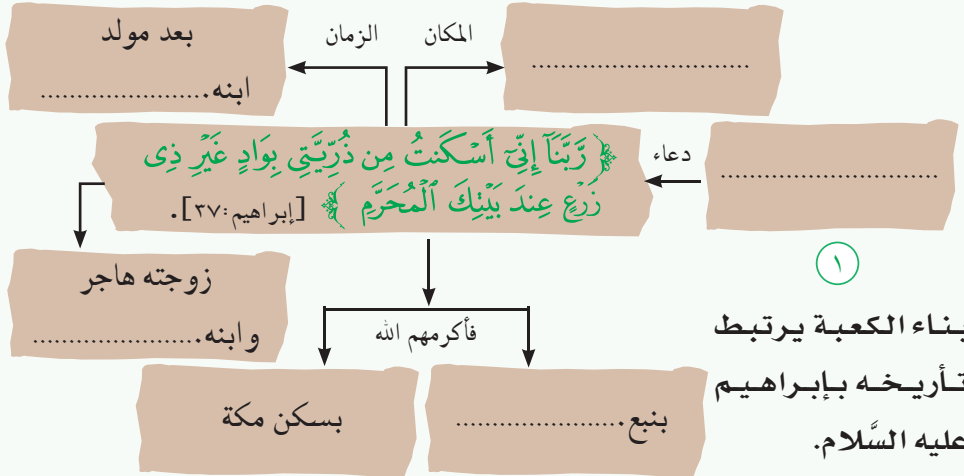 المكان
الزمان
..............................
بعد مولد
ابنه......................
دعاء
..............................
﴿ رَّبَّنَآ إِنِّيٓ أَسۡكَنتُ مِن ذُرِّيَّتِي بِوَادٍ غَيۡرِ ذِي
زَرۡعٍ عِندَ بَيۡتِكَ ٱلۡمُحَرَّمِ ﴾ [إبراهيم:٣٧].
زوجته هاجر
وابنه......................
فأكرمهم الله
بنبع.......................
بسكن مكة
١
بناء الكعبة يرتبط
تأريخه بإبراهيم
عليه السَّلام.